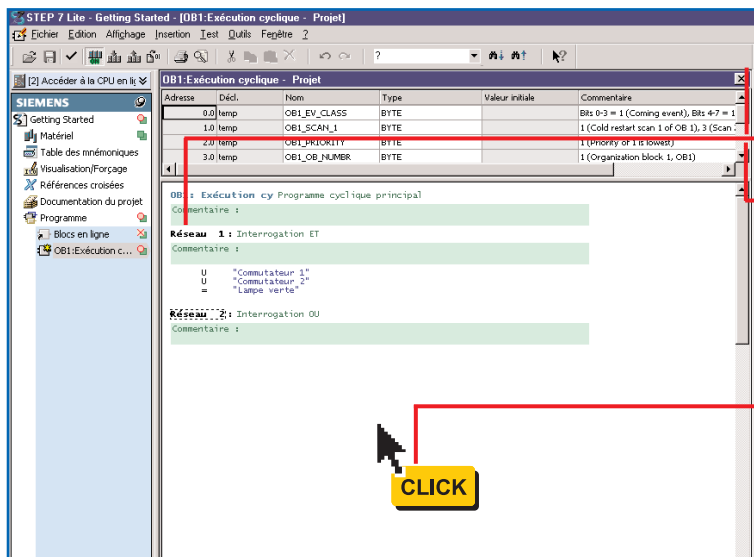 STEP 7 Lite - Getting Started - [OB1:Exécution cyclique - Projet]
Fichier Edition Affichage Insertion Test Outils Fenêtre ?
?
[2] Accéder à la CPU en lig
SIEMENS
Getting Started
Matériel
Table des mnémoniques
Visualisation/Forçage
Références croisées
Documentation du projet
Programme
Blocs en ligne
OB1:Exécution c...
OB1:Exécution cyclique - Projet
Adresse Décl. Nom Type Valeur initiale Commentaire
0.0 temp OB1_EV_CLASS BYTE Bits 0-3 = 1 (Coming event), Bits 4-7 = 1
1.0 temp OB1_SCAN_1 BYTE 1 (Cold restart scan 1 of OB 1), 3 (Scan
2.0 temp OB1_PRIORITY BYTE 1 (Priority of 1 is lowest)
3.0 temp OB1_OB_NUMBR BYTE 1 (Organization block 1, OB1)
OB1: Exécution cy Programme cyclique principal
Commentaire :
Réseau 1 : Interrogation ET
Commentaire :
U "Commutateur 1"
U "Commutateur 2"
= "Lampe verte"
Réseau 2 : Interrogation OU
Commentaire :
CLICK